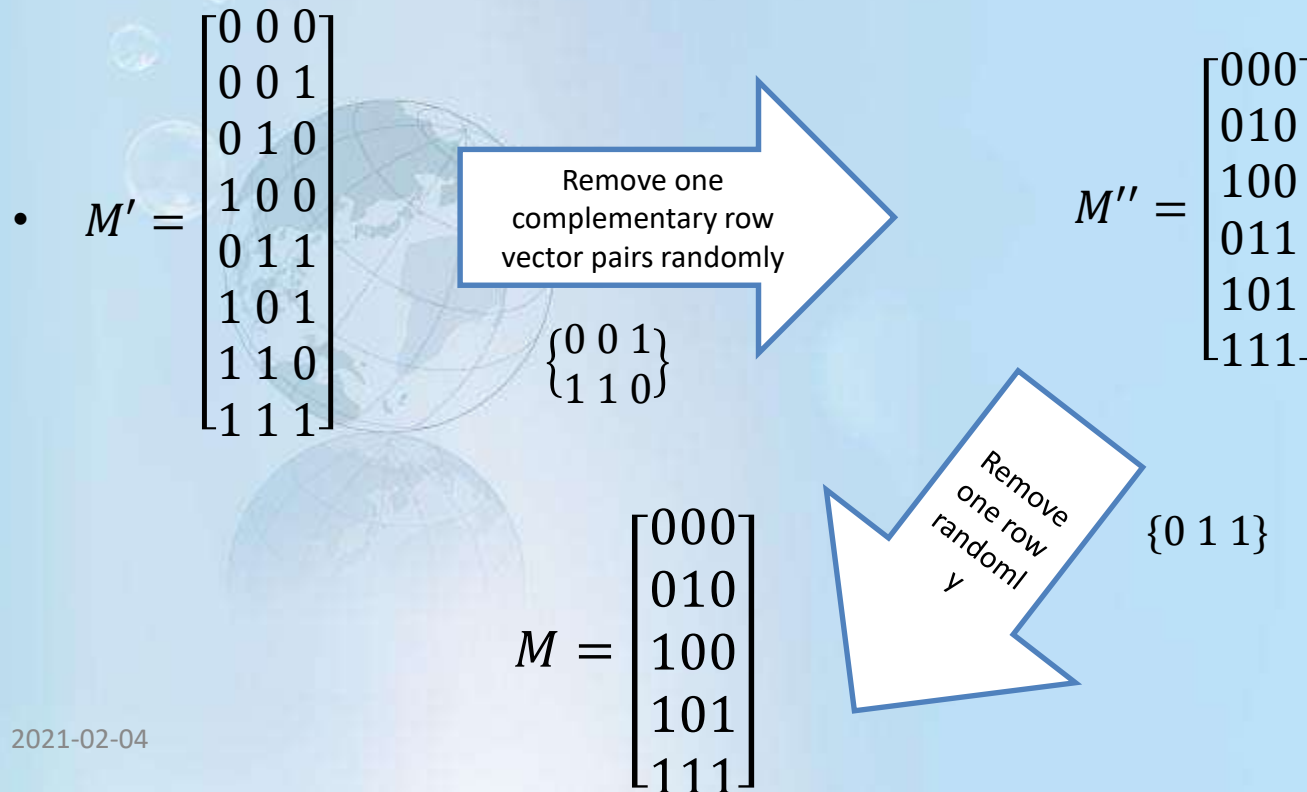 • M′ =
0 0 0
0 0 1
0 1 0
1 0 0
0 1 1
1 0 1
1 1 0
1 1 1
Remove one
complementary row
vector pairs randomly
{0 0 1
1 1 0}
M′′ =
000
010
100
011
101
111
Remove
one row
randoml
y
{0 1 1}
M =
000
010
100
101
111
2021-02-04